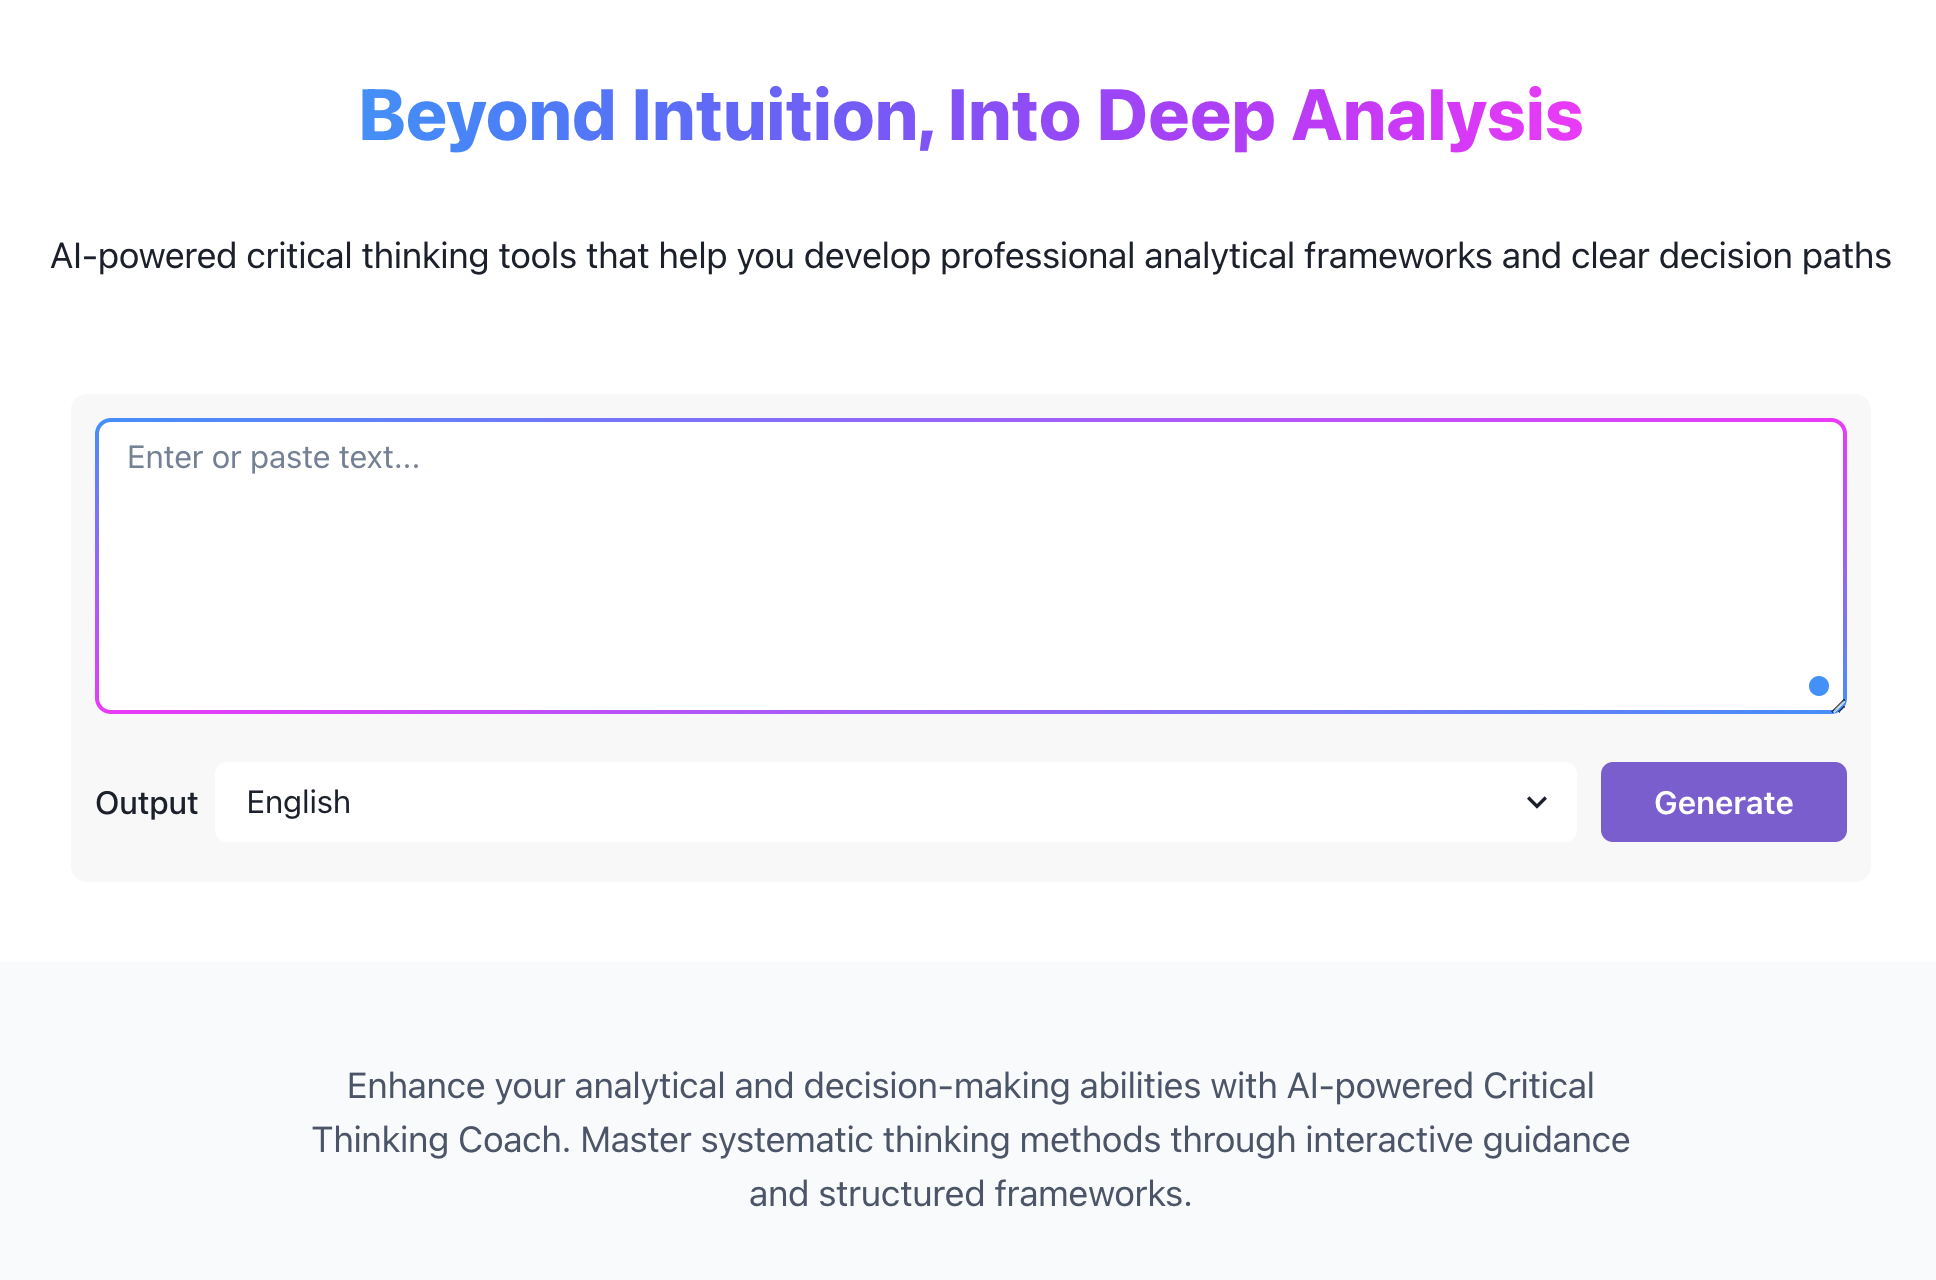 Beyond Intuition, Into Deep Analysis
AI-powered critical thinking tools that help you develop professional analytical frameworks and clear decision paths
Enter or paste text...
Output
English
Generate
Enhance your analytical and decision-making abilities with AI-powered Critical
Thinking Coach. Master systematic thinking methods through interactive guidance
and structured frameworks.